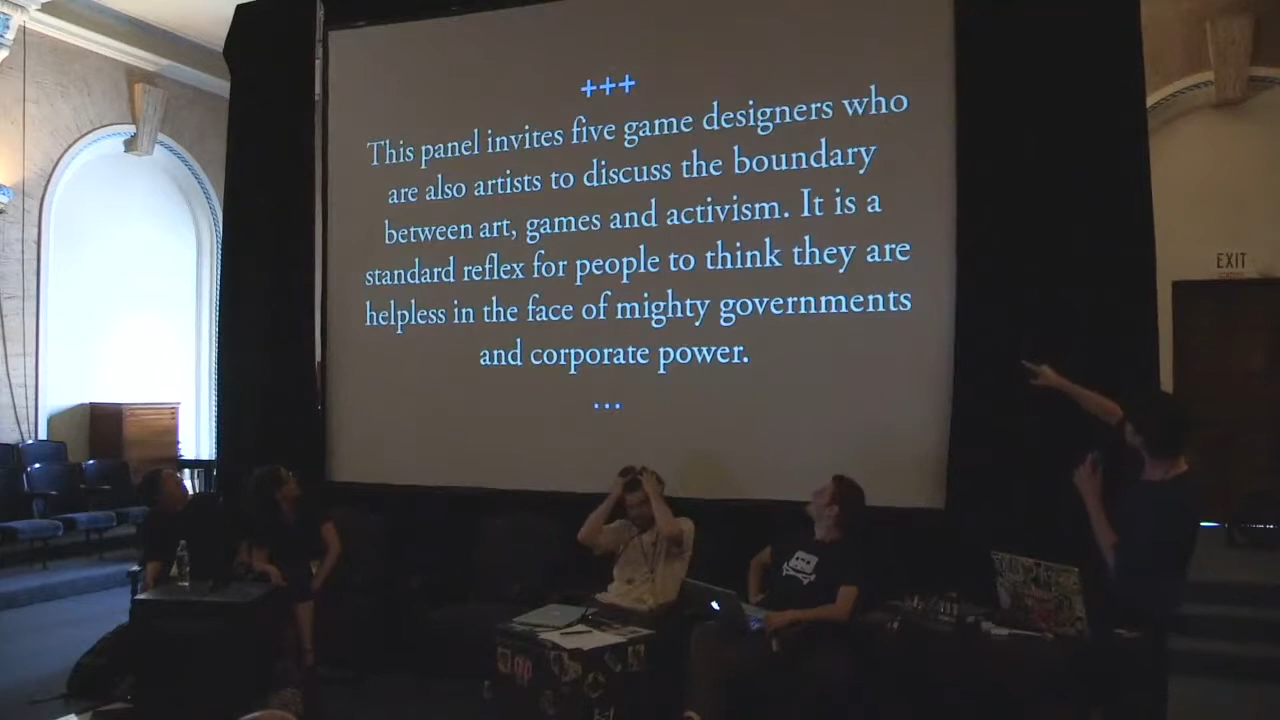 +++
This panel invites five game designers who
are also artists to discuss the boundary
between art, games and activism. It is a
standard reflex for people to think they are
helpless in the face of mighty governments
and corporate power.
...
EXIT